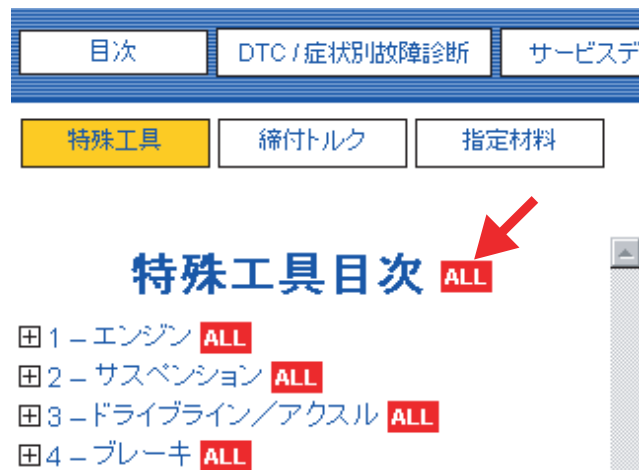 目次 DTC / 症状別故障診断 サービスデ
特殊工具 締付トルク 指定材料
特殊工具目次 ALL
1 – エンジン ALL
2 – サスペンション ALL
3 – ドライブライン／アクスル ALL
4 – ブレーキ ALL